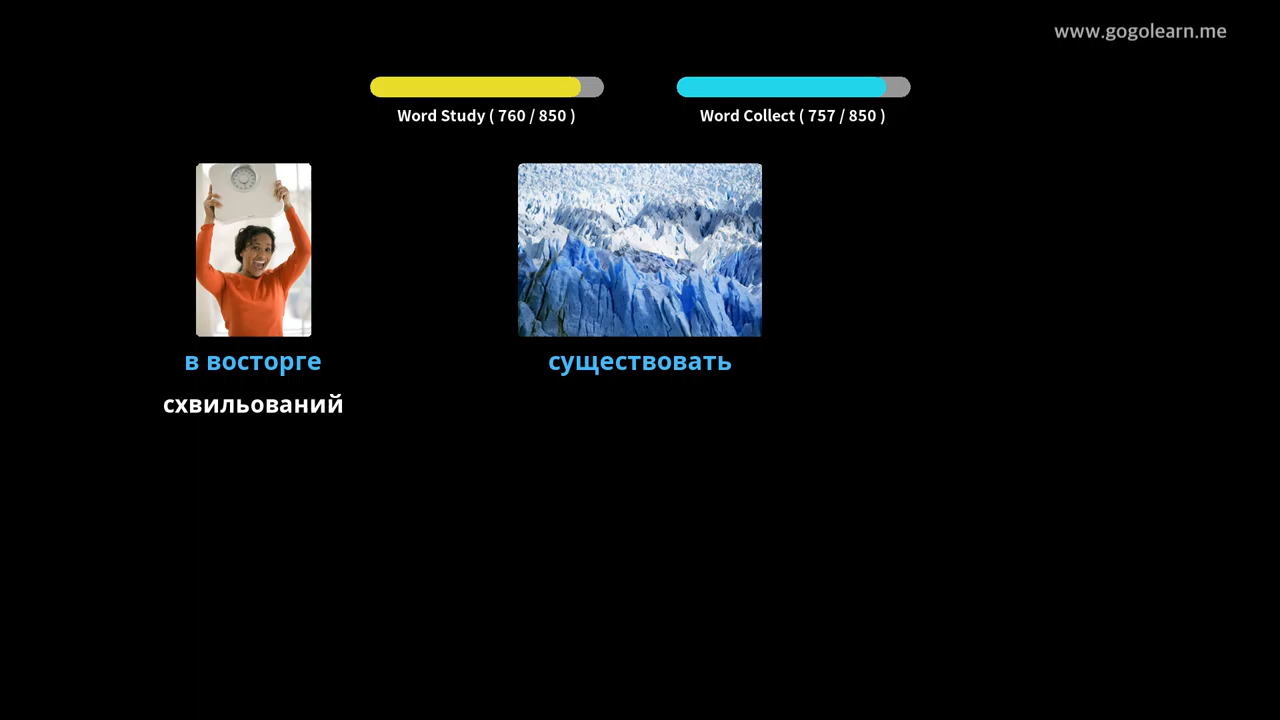 www.gogolearn.me
Word Study ( 760 / 850 )
Word Collect ( 757 / 850 )
в восторге
существовать
схвильований